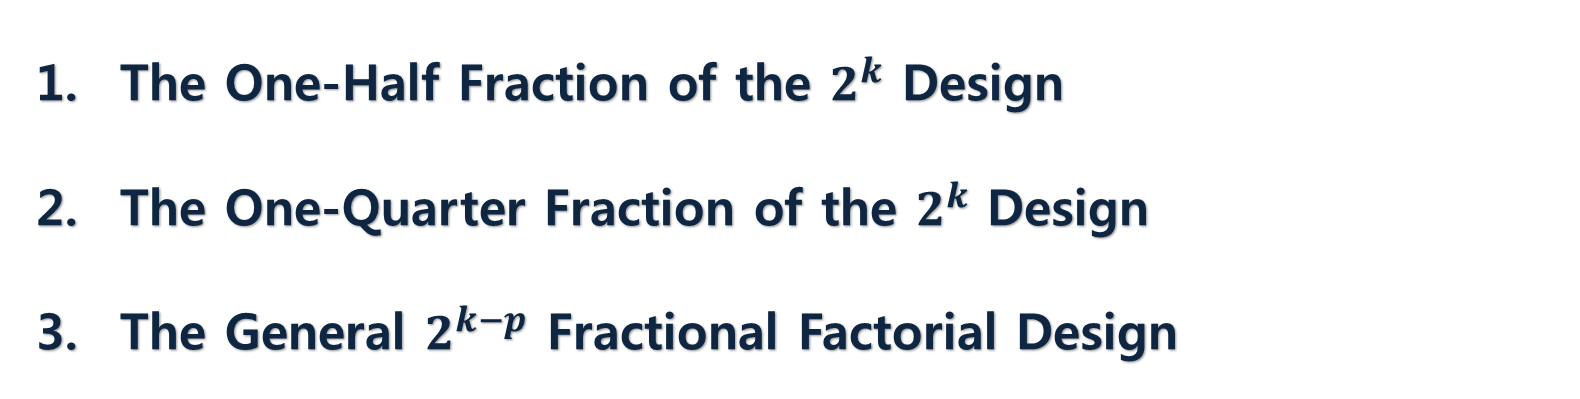 1. The One-Half Fraction of the 2^k Design
2. The One-Quarter Fraction of the 2^k Design
3. The General 2^{k−p} Fractional Factorial Design